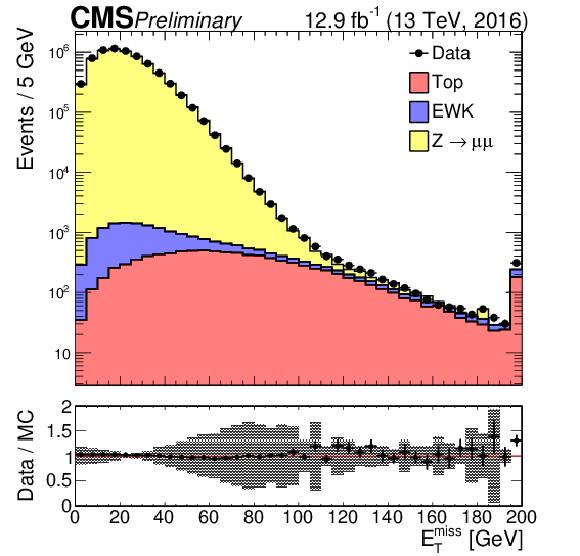 CMS Preliminary 12.9 fb⁻¹ (13 TeV, 2016)
Events / 5 GeV
10⁶
10⁵
10⁴
10³
10²
10
Data
Top
EWK
Z → μμ
Data / MC
2
1.5
1
0.5
0
0 20 40 60 80 100 120 140 160 180 200
E_T^miss [GeV]